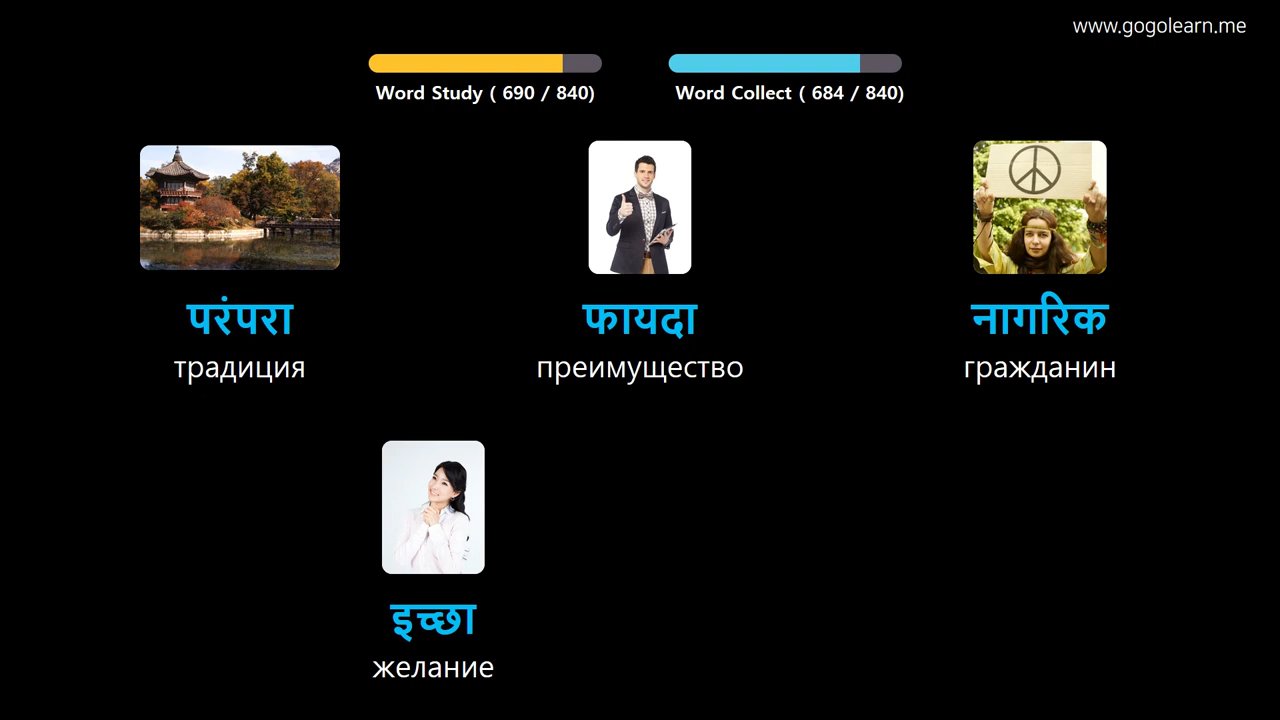 www.gogolearn.me
Word Study ( 690 / 840)
Word Collect ( 684 / 840)
परंपरा
традиция
फायदा
преимущество
नागरिक
гражданин
इच्छा
желание